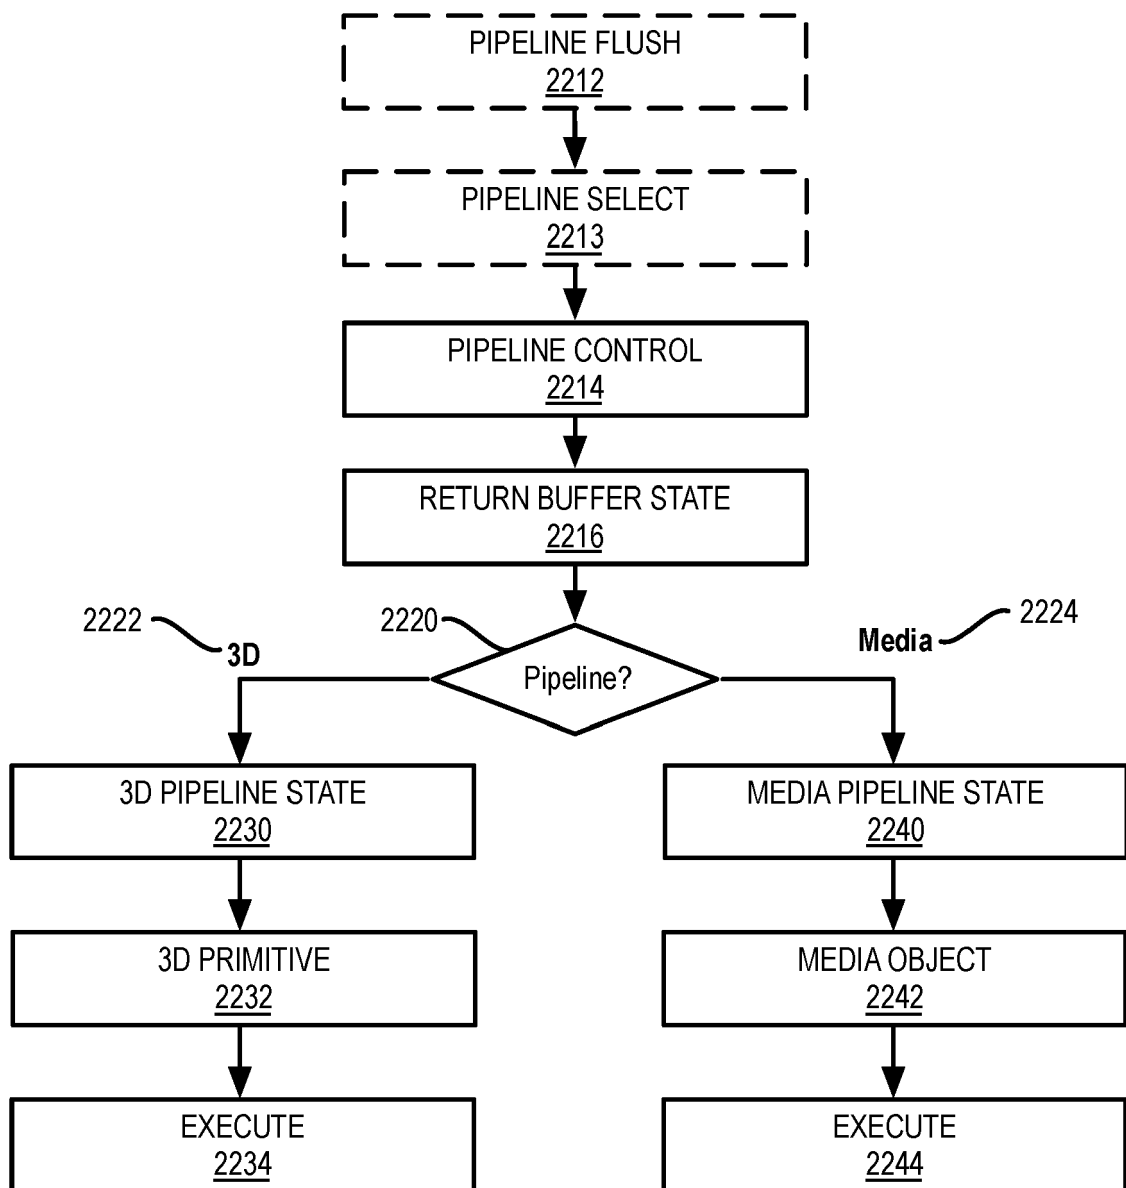 PIPELINE FLUSH
2212
PIPELINE SELECT
2213
PIPELINE CONTROL
2214
RETURN BUFFER STATE
2216
2222
3D
2220
Pipeline?
Media
2224
3D PIPELINE STATE
2230
MEDIA PIPELINE STATE
2240
3D PRIMITIVE
2232
MEDIA OBJECT
2242
EXECUTE
2234
EXECUTE
2244